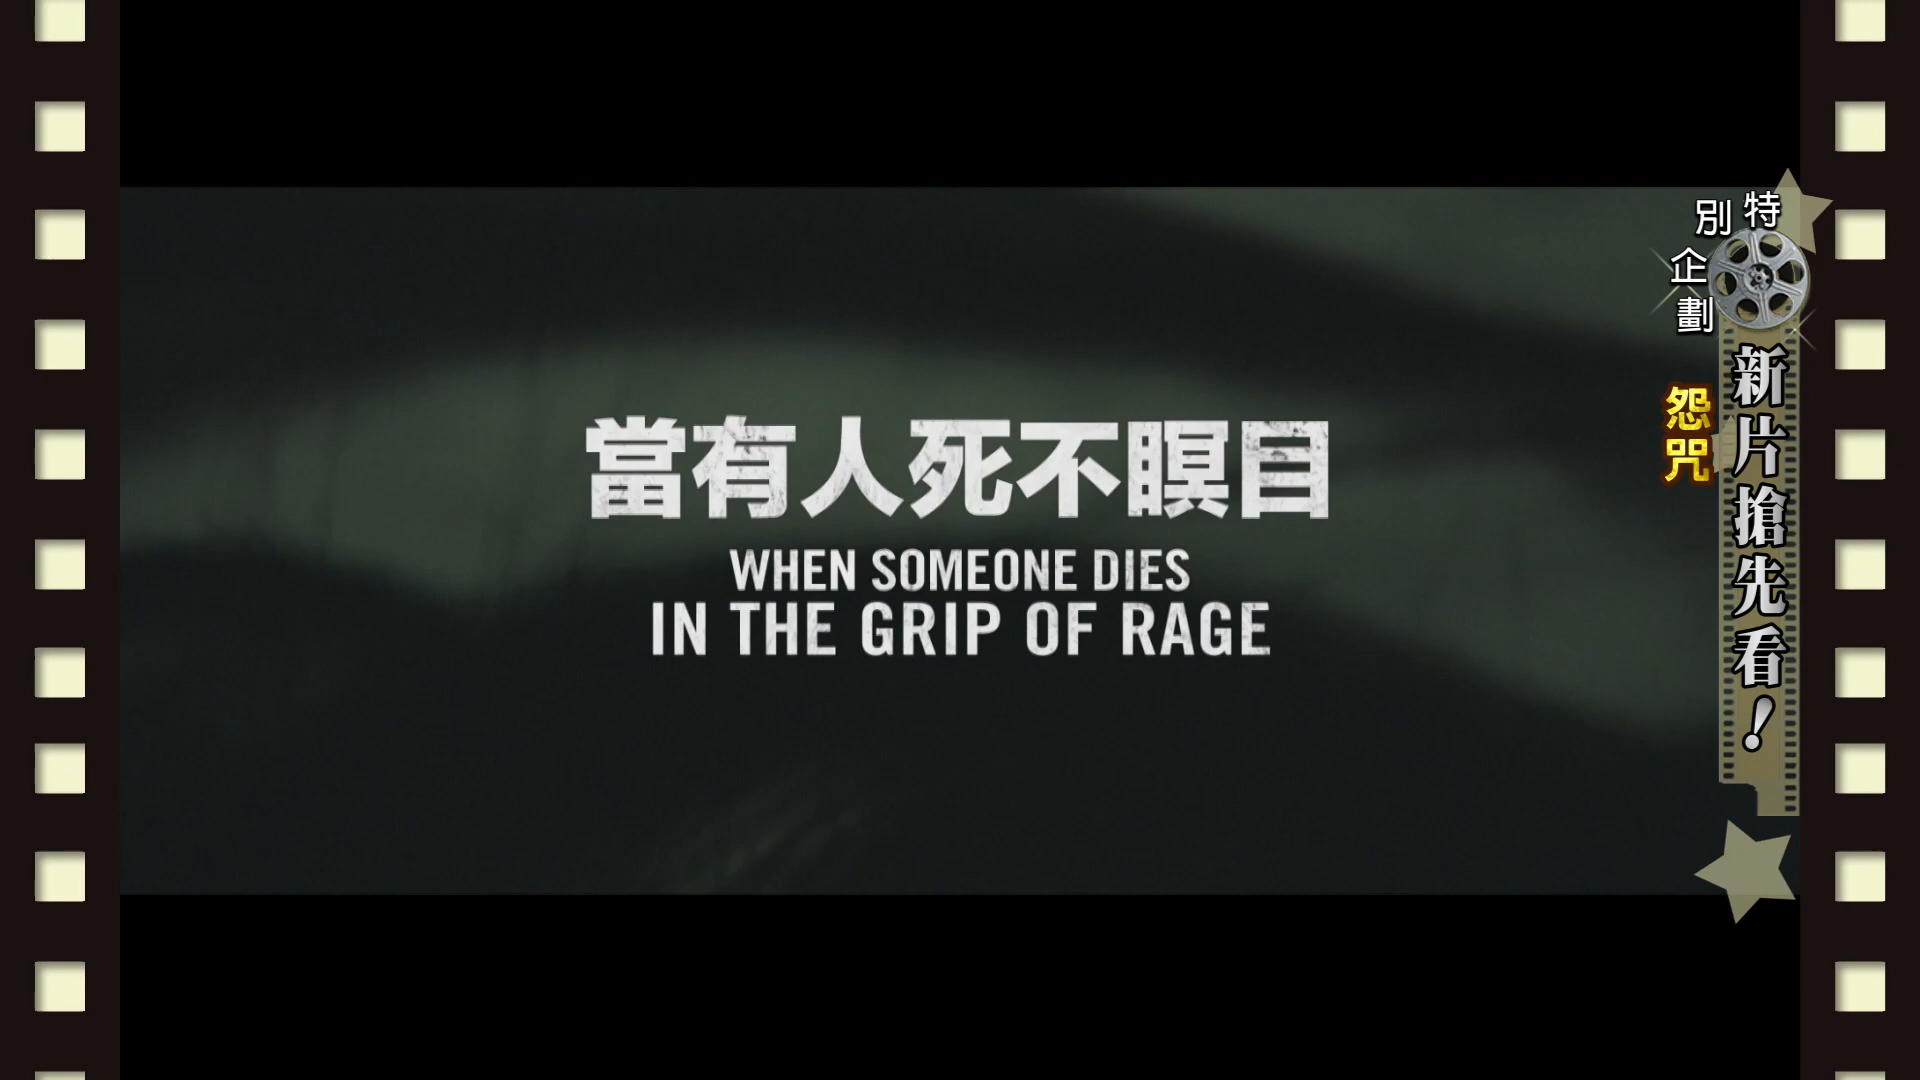 當有人死不瞑目
WHEN SOMEONE DIES
IN THE GRIP OF RAGE
特別企劃
新片搶先看!
怨咒